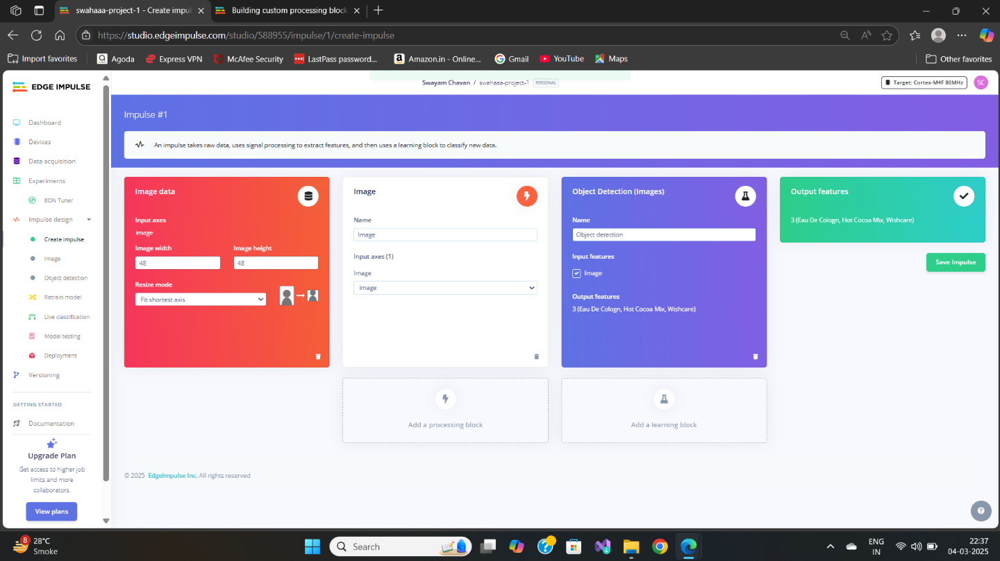 swahaaa-project-1 - Create impul
Building custom processing block
https://studio.edgeimpulse.com/studio/588955/impulse/1/create-impulse
Import favorites
Agoda
Express VPN
McAfee Security
LastPass password...
Amazon.in - Online...
Gmail
YouTube
Maps
Other favorites
EDGE IMPULSE
Swayam Chavan / swahaaa-project-1 PERSONAL
Target: Cortex-M4F 80MHz
SC
Dashboard
Devices
Data acquisition
Experiments
EON Tuner
Impulse design
Create impulse
Image
Object detection
Retrain model
Live classification
Model testing
Deployment
Versioning
GETTING STARTED
Documentation
Upgrade Plan
Get access to higher job
limits and more
collaborators.
View plans
Impulse #1
An impulse takes raw data, uses signal processing to extract features, and then uses a learning block to classify new data.
Image data
Input axes
image
Image width
Image height
48
48
Resize mode
Fit shortest axis
Image
Name
Image
Input axes (1)
Image
image
Object Detection (Images)
Name
Object detection
Input features
Image
Output features
3 (Eau De Cologn, Hot Cocoa Mix, Wishcare)
Output features
3 (Eau De Cologn, Hot Cocoa Mix, Wishcare)
Save Impulse
Add a processing block
Add a learning block
© 2025 EdgeImpulse Inc. All rights reserved
8
28°C
Smoke
Search
ENG
IN
22:37
04-03-2025